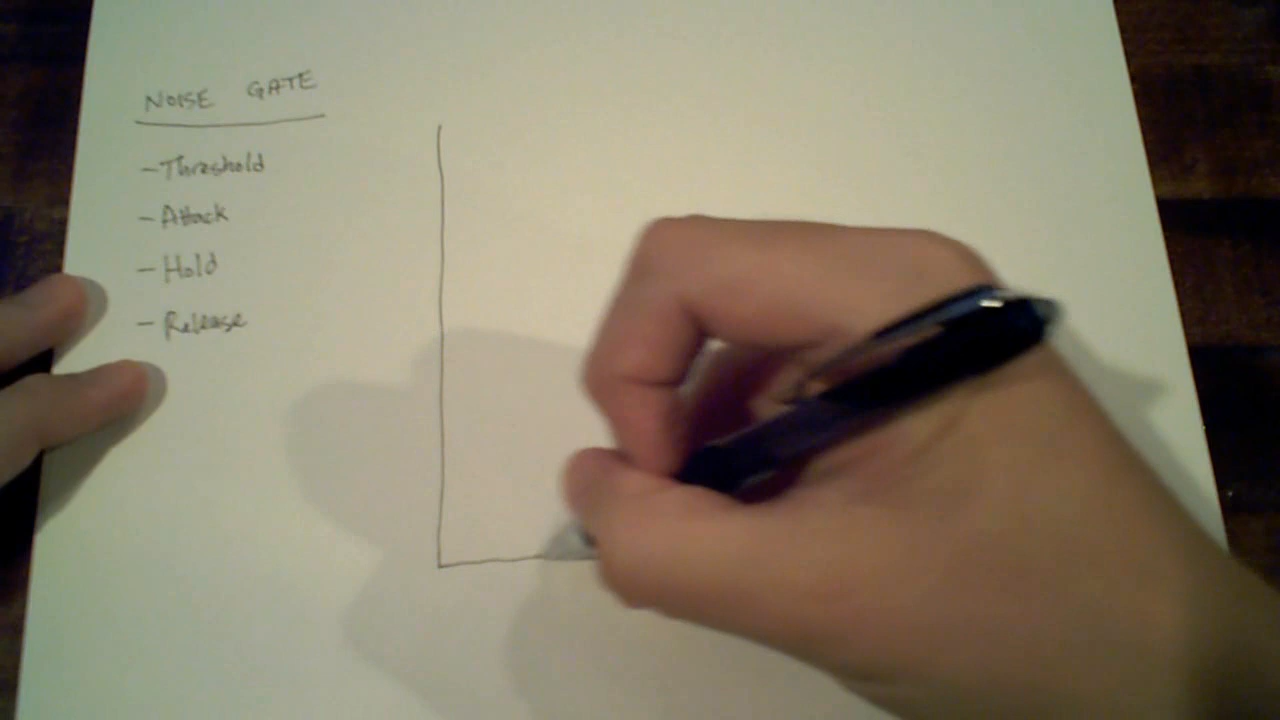 NOISE GATE
- Threshold
- Attack
- Hold
- Release